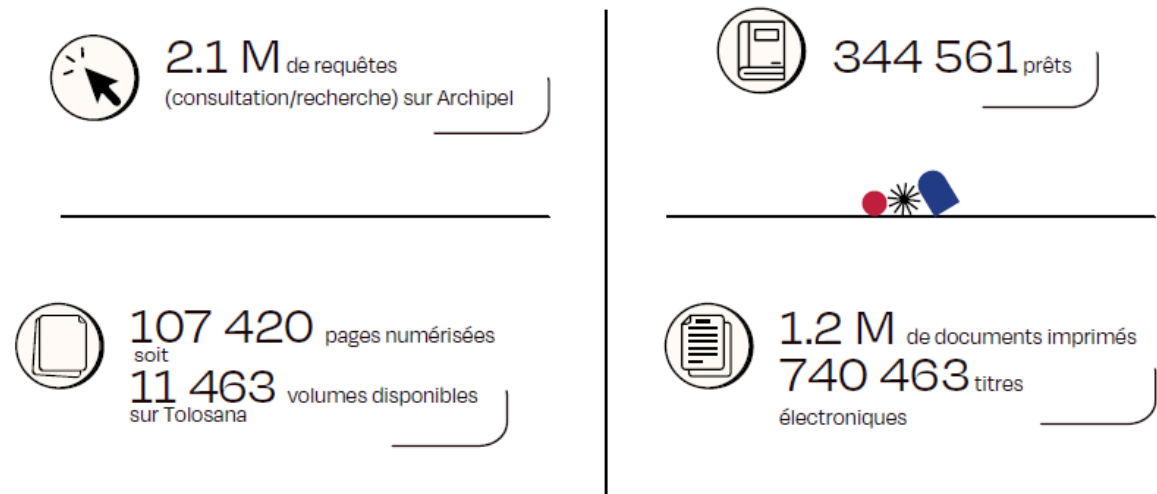 2.1 M de requêtes
(consultation/recherche) sur Archipel
344 561 prêts
107 420 pages numérisées
soit
11 463 volumes disponibles
sur Tolosana
1.2 M de documents imprimés
740 463 titres
électroniques